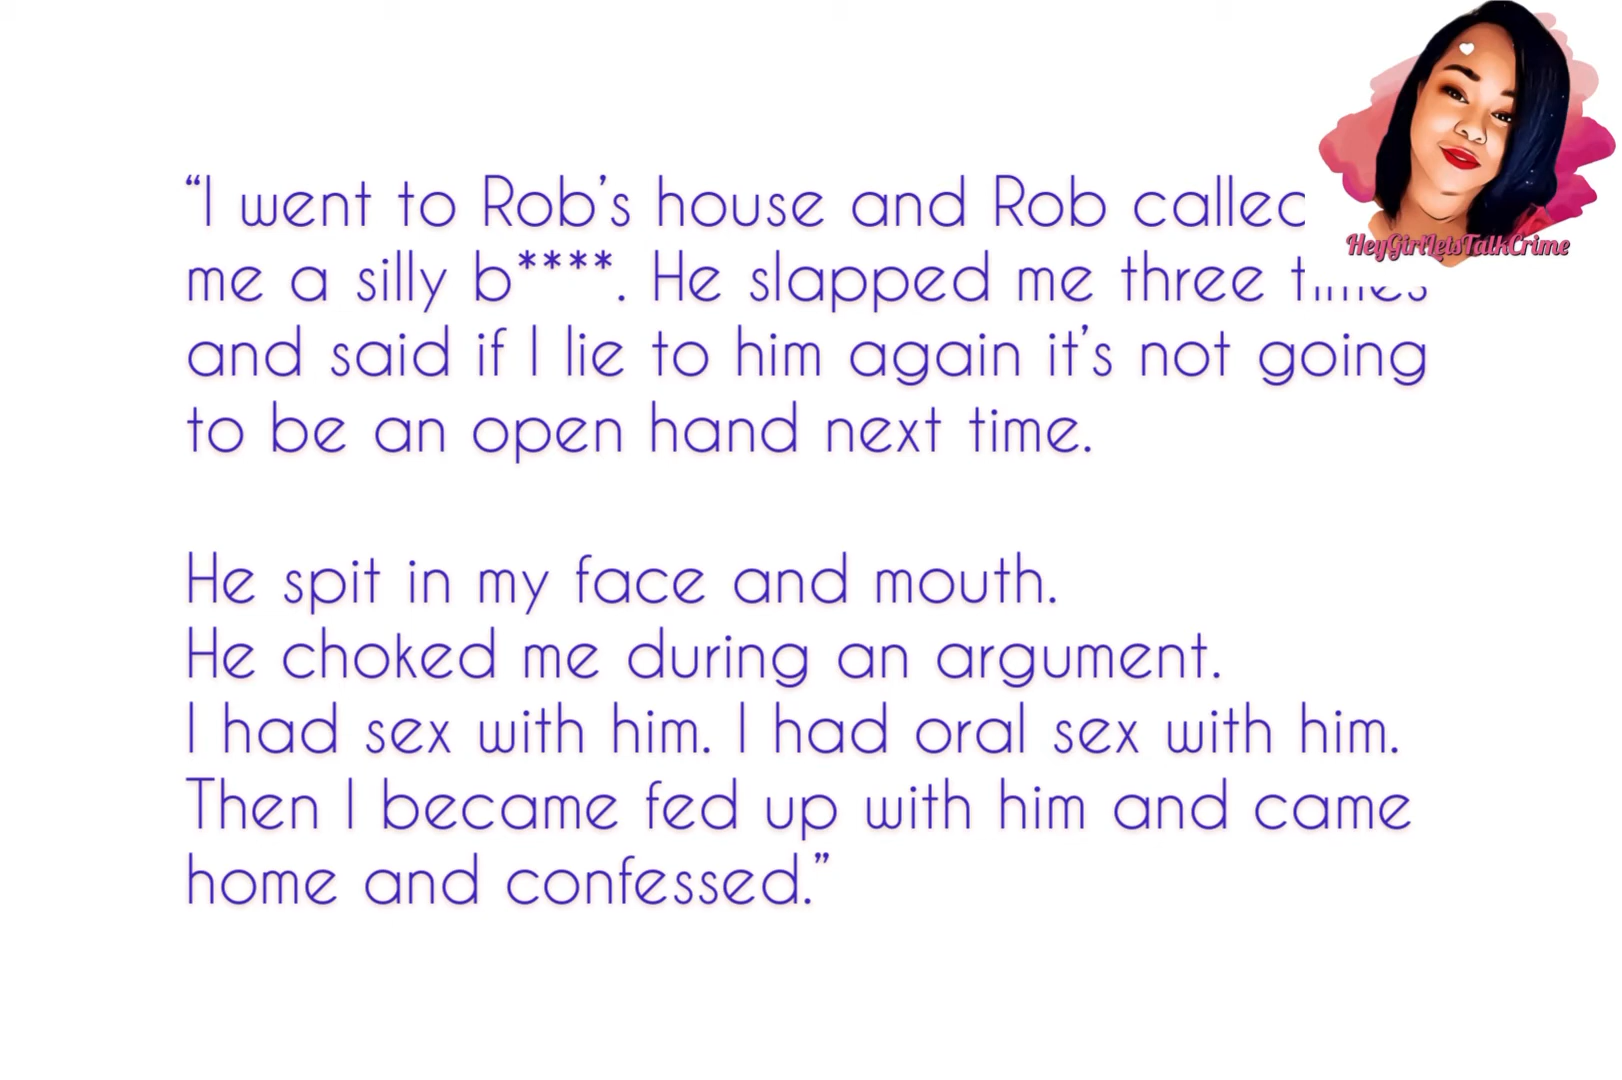 “I went to Rob’s house and Rob called
me a silly b****. He slapped me three times
and said if I lie to him again it’s not going
to be an open hand next time.
He spit in my face and mouth.
He choked me during an argument.
I had sex with him. I had oral sex with him.
Then I became fed up with him and came
home and confessed.”
HeyGirlLetsTalkCrime